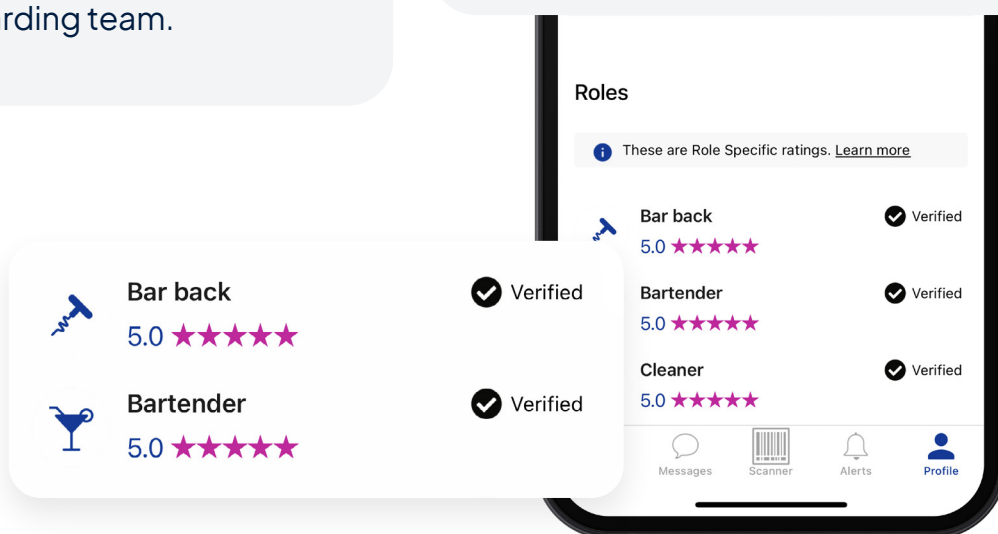 team.
Roles
These are Role Specific ratings. Learn more
Bar back
Verified
5.0
Bartender
Verified
5.0
Cleaner
Verified
5.0
Messages
Scanner
Alerts
Profile
Bar back
Verified
5.0
Bartender
Verified
5.0